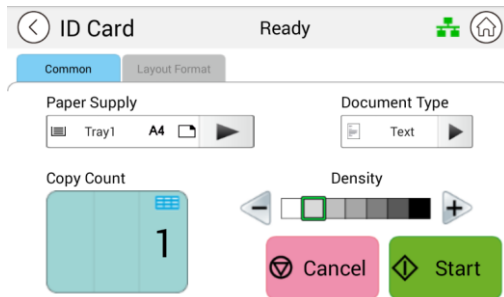 ID Card
Ready
Common
Layout Format
Paper Supply
Document Type
Tray1 A4
Text
Copy Count
Density
1
Cancel
Start